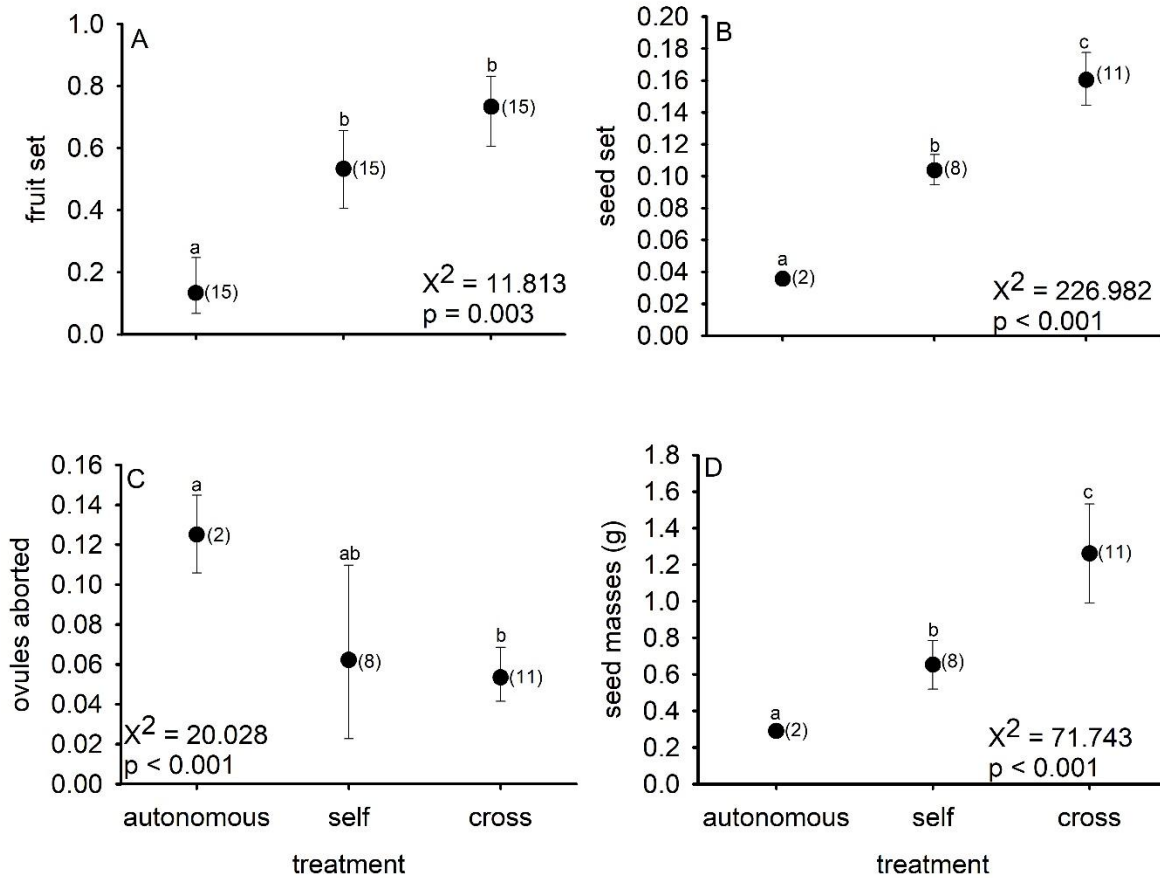 A
fruit set
1.0
0.8
0.6
0.4
0.2
0.0
a
(15)
b
(15)
b
(15)
X2 = 11.813
p = 0.003
B
seed set
0.20
0.18
0.16
0.14
0.12
0.10
0.08
0.06
0.04
0.02
0.00
a
(2)
b
(8)
c
(11)
X2 = 226.982
p < 0.001
C
ovules aborted
0.16
0.14
0.12
0.10
0.08
0.06
0.04
0.02
0.00
a
(2)
ab
(8)
b
(11)
X2 = 20.028
p < 0.001
autonomous self cross
treatment
D
seed masses (g)
1.8
1.6
1.4
1.2
1.0
0.8
0.6
0.4
0.2
0.0
a
(2)
b
(8)
c
(11)
X2 = 71.743
p < 0.001
autonomous self cross
treatment